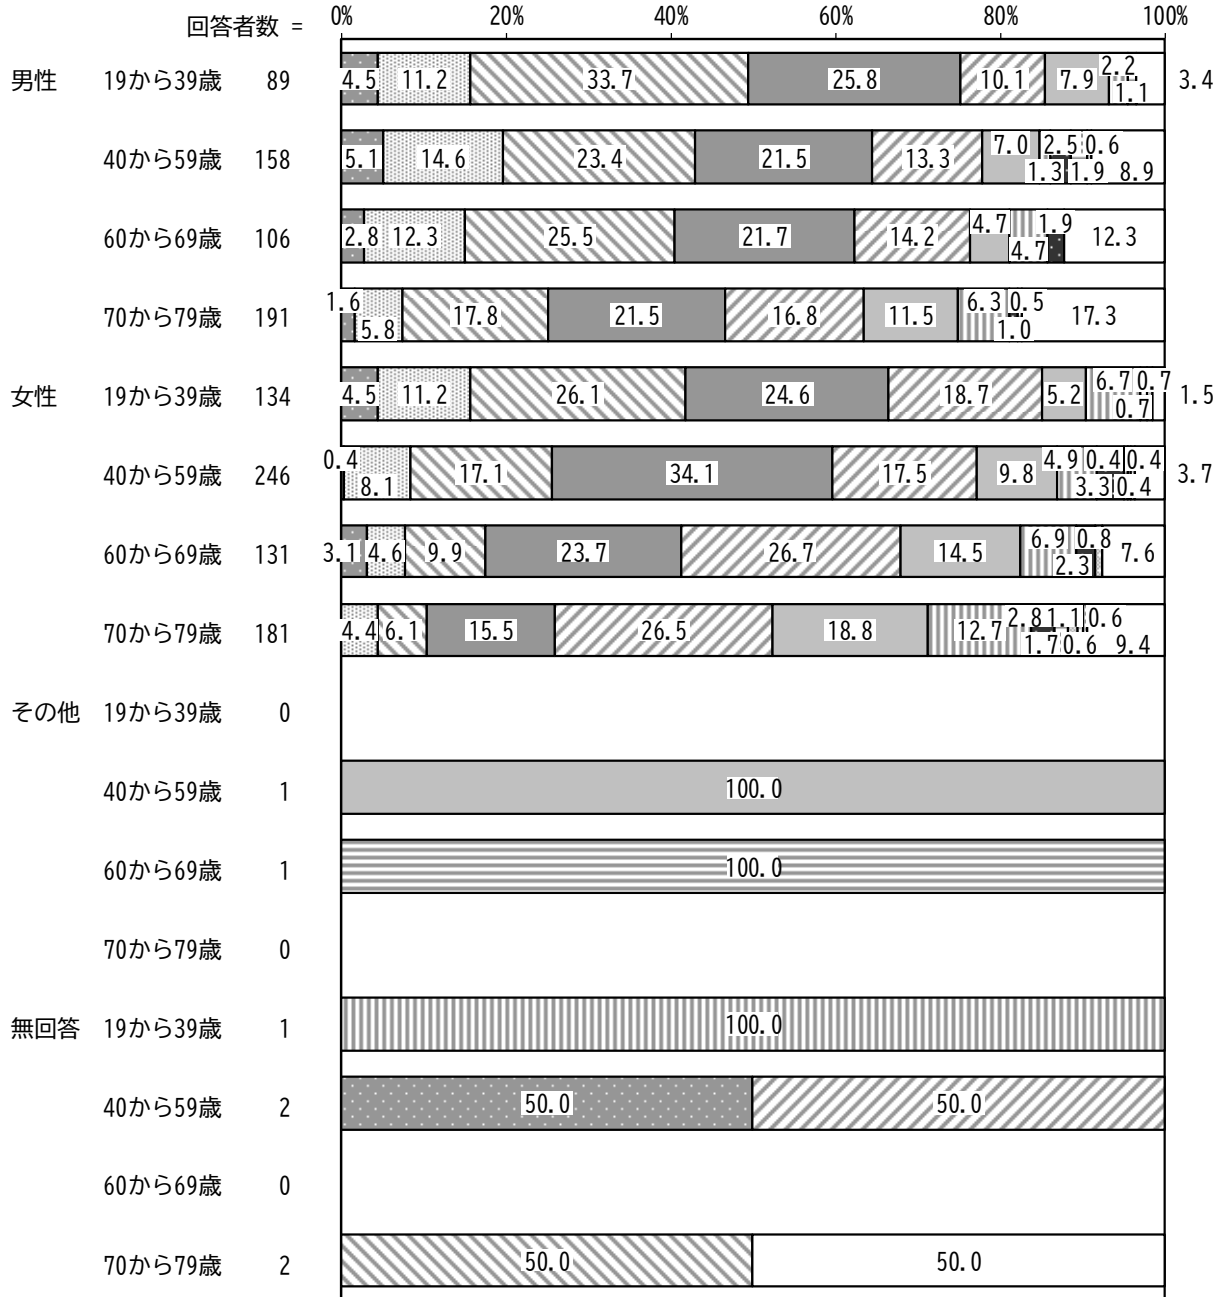 回答者数 = 0% 20% 40% 60% 80% 100%
男性 19から39歳 89 4.5 11.2 33.7 25.8 10.1 7.9 2.2 1.1 3.4
40から59歳 158 5.1 14.6 23.4 21.5 13.3 7.0 1.3 2.5 1.9 0.6 8.9
60から69歳 106 2.8 12.3 25.5 21.7 14.2 4.7 4.7 1.9 12.3
70から79歳 191 1.6 5.8 17.8 21.5 16.8 11.5 6.3 1.0 0.5 17.3
女性 19から39歳 134 4.5 11.2 26.1 24.6 18.7 5.2 6.7 0.7 0.7 1.5
40から59歳 246 0.4 8.1 17.1 34.1 17.5 9.8 4.9 3.3 0.4 0.4 0.4 3.7
60から69歳 131 3.1 4.6 9.9 23.7 26.7 14.5 6.9 2.3 0.8 7.6
70から79歳 181 4.4 6.1 15.5 26.5 18.8 12.7 2.8 1.7 1.1 0.6 0.6 9.4
その他 19から39歳 0
40から59歳 1 100.0
60から69歳 1 100.0
70から79歳 0
無回答 19から39歳 1 100.0
40から59歳 2 50.0 50.0
60から69歳 0
70から79歳 2 50.0 50.0